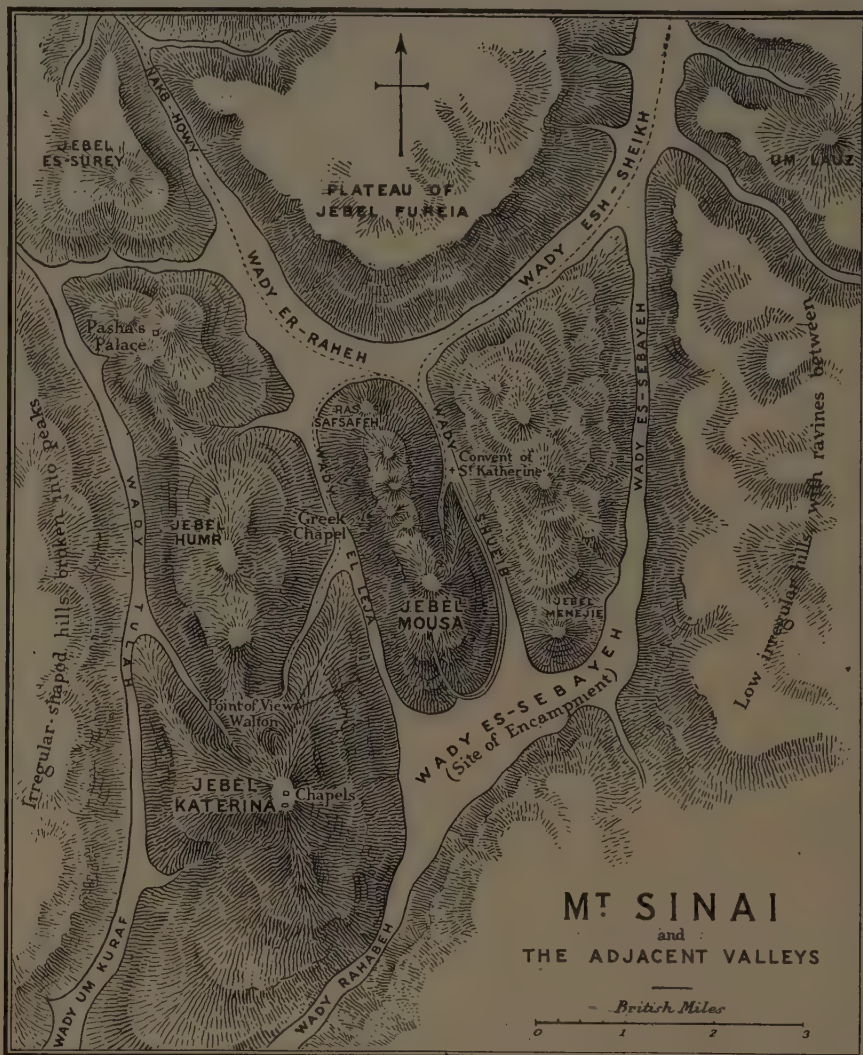 NAKB-HOWY
JEBEL
ES-SUREY
PLATEAU OF
JEBEL FUREIA
WADY ESH-SHEIKH
UM LAUZ
WADY ER-RAHEH
Pasha's
Palace
WADY ES-SEBAYEH
RAS
SAFSAFEH
WADY SHUEIB
Convent of
St Katherine
Irregular-shaped hills broken into peaks
WADY TULAH
JEBEL
HUMR
Greek
Chapel
WADY EL LEJA
JEBEL
MOUSA
JEBEL
MENEJIE
Low irregular hills, with ravines between
WADY ES-SEBAYEH
(Site of Encampment)
Point of View
Walton
JEBEL
KATERINA
Chapels
WADY UM KURAF
WADY RAHABEH
MT. SINAI
and
THE ADJACENT VALLEYS
British Miles
0 1 2 3